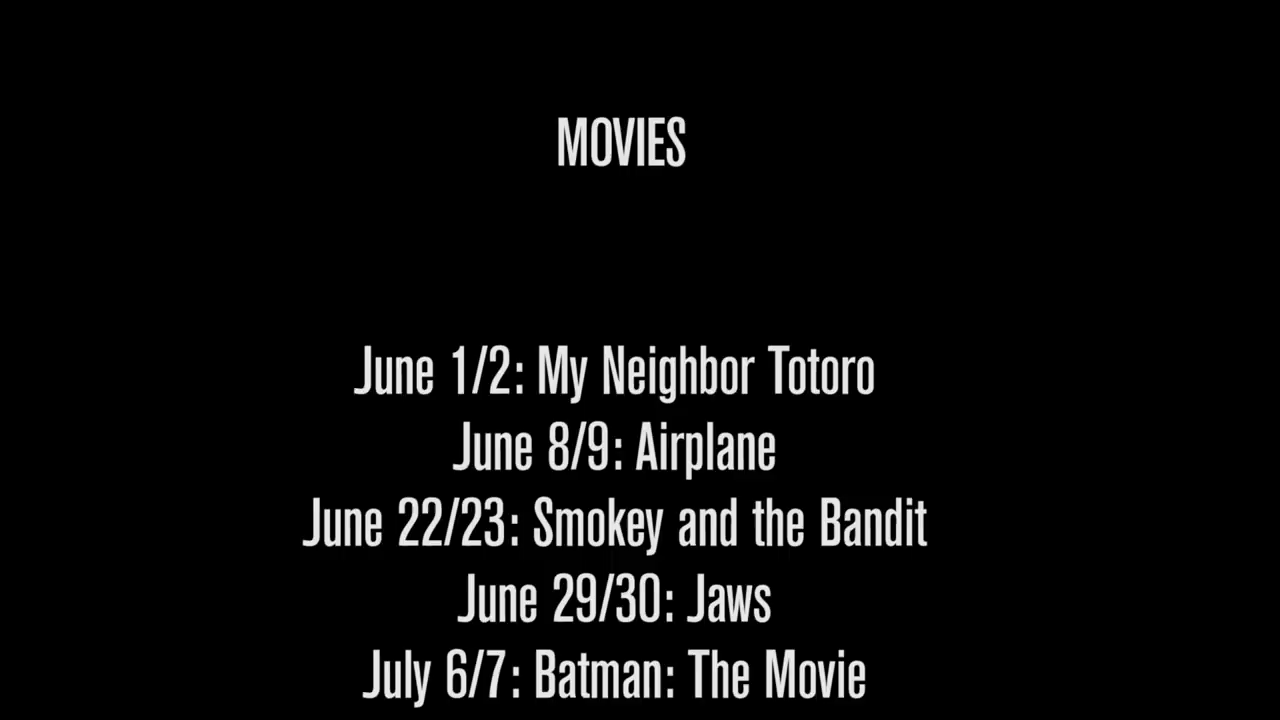 MOVIES
June 1/2: My Neighbor Totoro
June 8/9: Airplane
June 22/23: Smokey and the Bandit
June 29/30: Jaws
July 6/7: Batman: The Movie